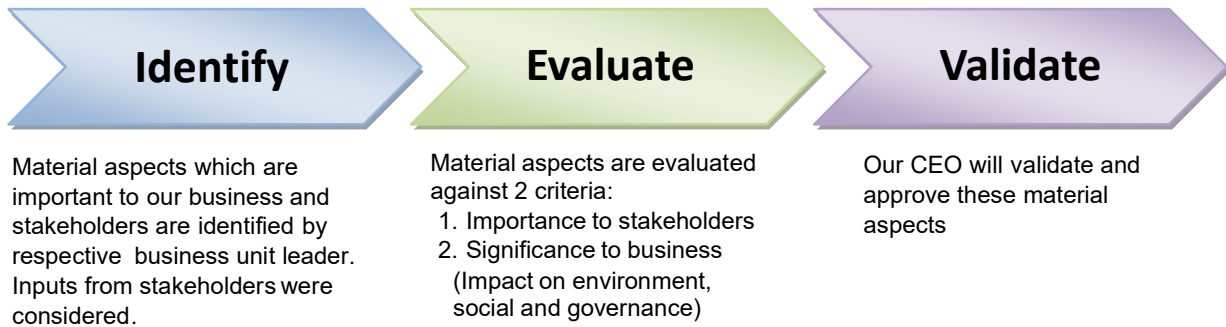 Identify
Material aspects which are
important to our business and
stakeholders are identified by
respective business unit leader.
Inputs from stakeholders were
considered.
Evaluate
Material aspects are evaluated
against 2 criteria:
1. Importance to stakeholders
2. Significance to business
(Impact on environment,
social and governance)
Validate
Our CEO will validate and
approve these material
aspects